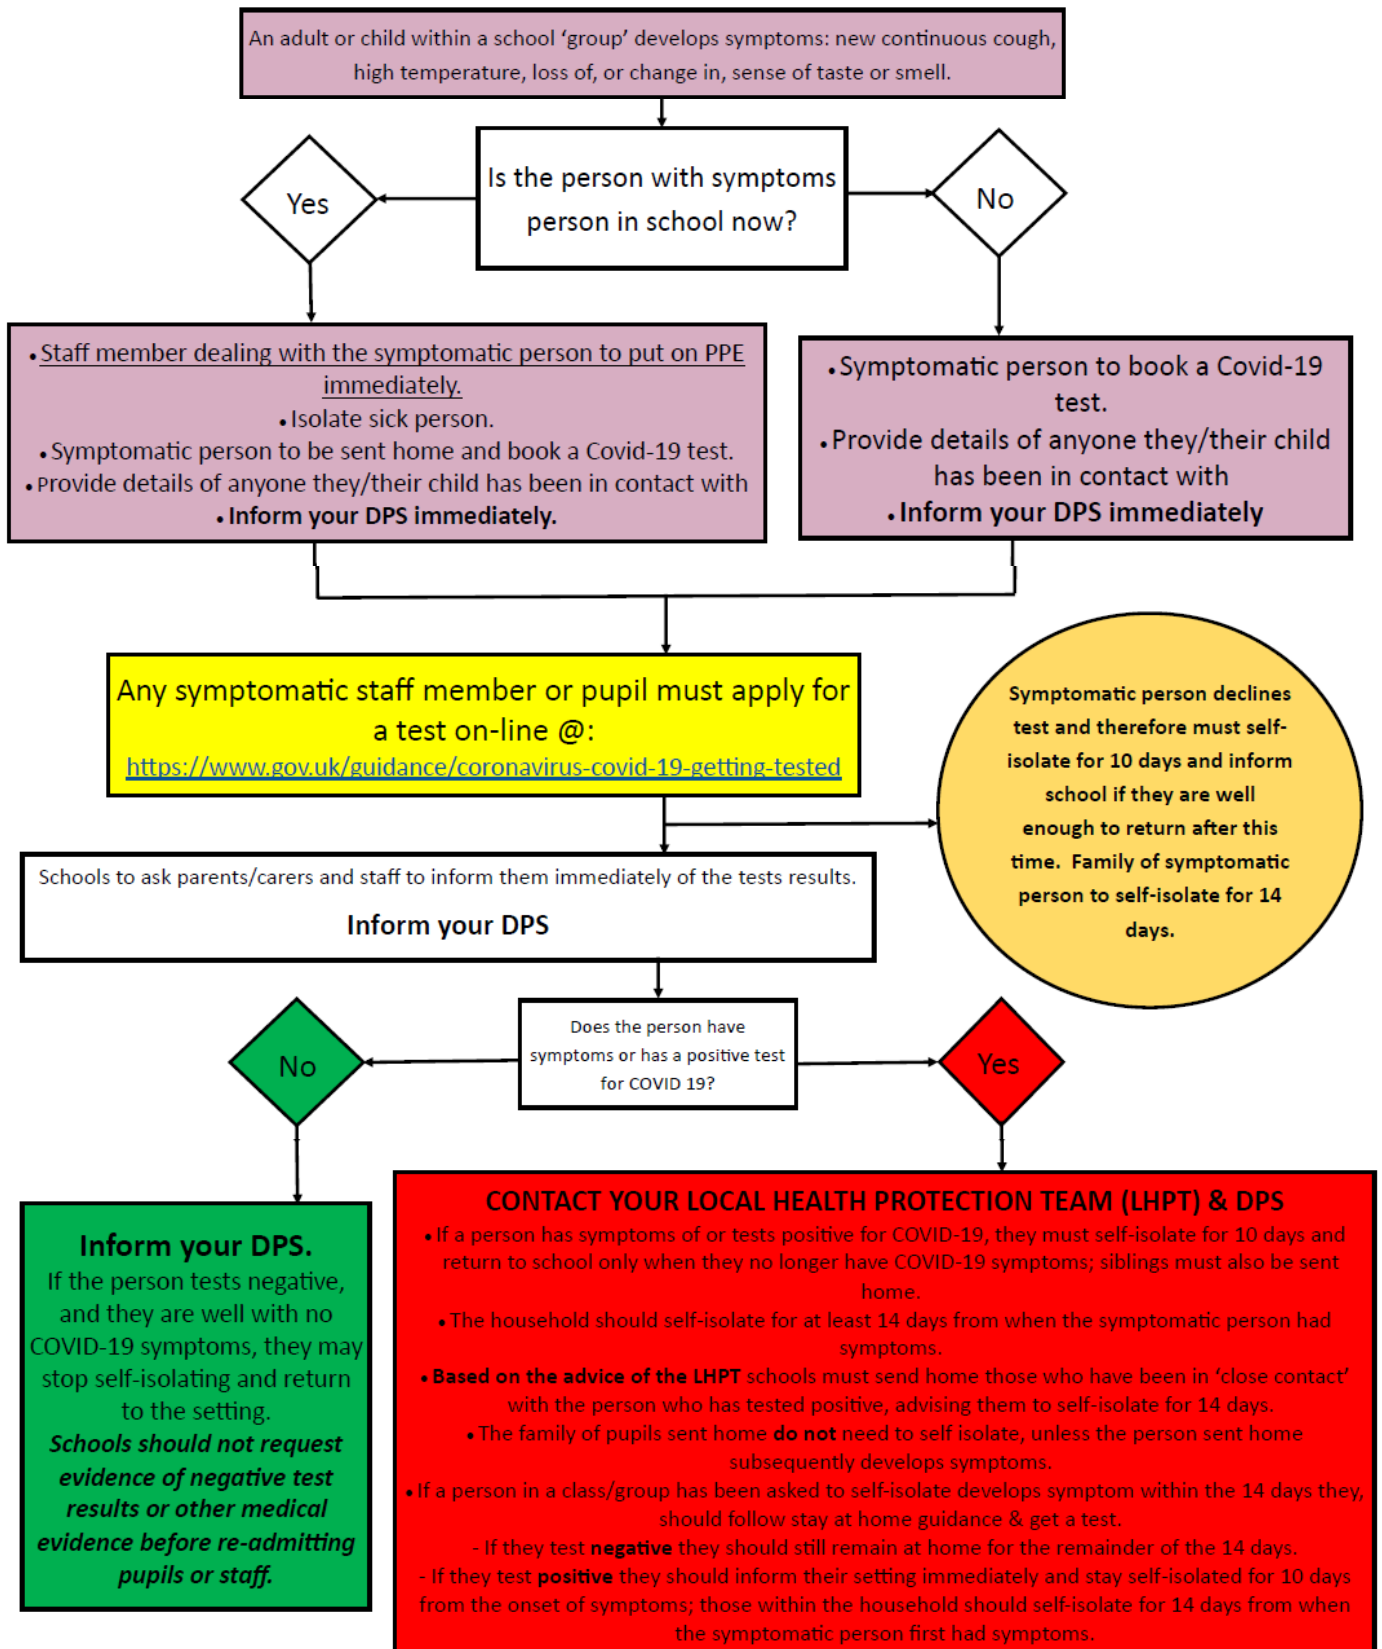 An adult or child within a school ‘group’ develops symptoms: new continuous cough,
high temperature, loss of, or change in, sense of taste or smell.
Is the person with symptoms
person in school now?
Yes
No
• Staff member dealing with the symptomatic person to put on PPE
immediately.
• Isolate sick person.
• Symptomatic person to be sent home and book a Covid-19 test.
• Provide details of anyone they/their child has been in contact with
• Inform your DPS immediately.
• Symptomatic person to book a Covid-19
test.
• Provide details of anyone they/their child
has been in contact with
• Inform your DPS immediately
Any symptomatic staff member or pupil must apply for
a test on-line @:
https://www.gov.uk/guidance/coronavirus-covid-19-getting-tested
Symptomatic person declines
test and therefore must self-
isolate for 10 days and inform
school if they are well
enough to return after this
time.  Family of symptomatic
person to self-isolate for 14
days.
Schools to ask parents/carers and staff to inform them immediately of the tests results.
Inform your DPS
Does the person have
symptoms or has a positive test
for COVID 19?
No
Yes
Inform your DPS.
If the person tests negative,
and they are well with no
COVID-19 symptoms, they may
stop self-isolating and return
to the setting.
Schools should not request
evidence of negative test
results or other medical
evidence before re-admitting
pupils or staff.
CONTACT YOUR LOCAL HEALTH PROTECTION TEAM (LHPT) & DPS
• If a person has symptoms of or tests positive for COVID-19, they must self-isolate for 10 days and
return to school only when they no longer have COVID-19 symptoms; siblings must also be sent
home.
• The household should self-isolate for at least 14 days from when the symptomatic person had
symptoms.
• Based on the advice of the LHPT schools must send home those who have been in ‘close contact’
with the person who has tested positive, advising them to self-isolate for 14 days.
• The family of pupils sent home do not need to self isolate, unless the person sent home
subsequently develops symptoms.
• If a person in a class/group has been asked to self-isolate develops symptom within the 14 days they,
should follow stay at home guidance & get a test.
- If they test negative they should still remain at home for the remainder of the 14 days.
- If they test positive they should inform their setting immediately and stay self-isolated for 10 days
from the onset of symptoms; those within the household should self-isolate for 14 days from when
the symptomatic person first had symptoms.